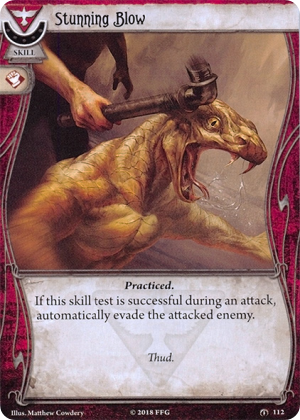 Stunning Blow
SKILL
Practiced.
If this skill test is successful during an attack,
automatically evade the attacked enemy.
Thud.
Illus. Matthew Cowdery
© 2018 FFG
112